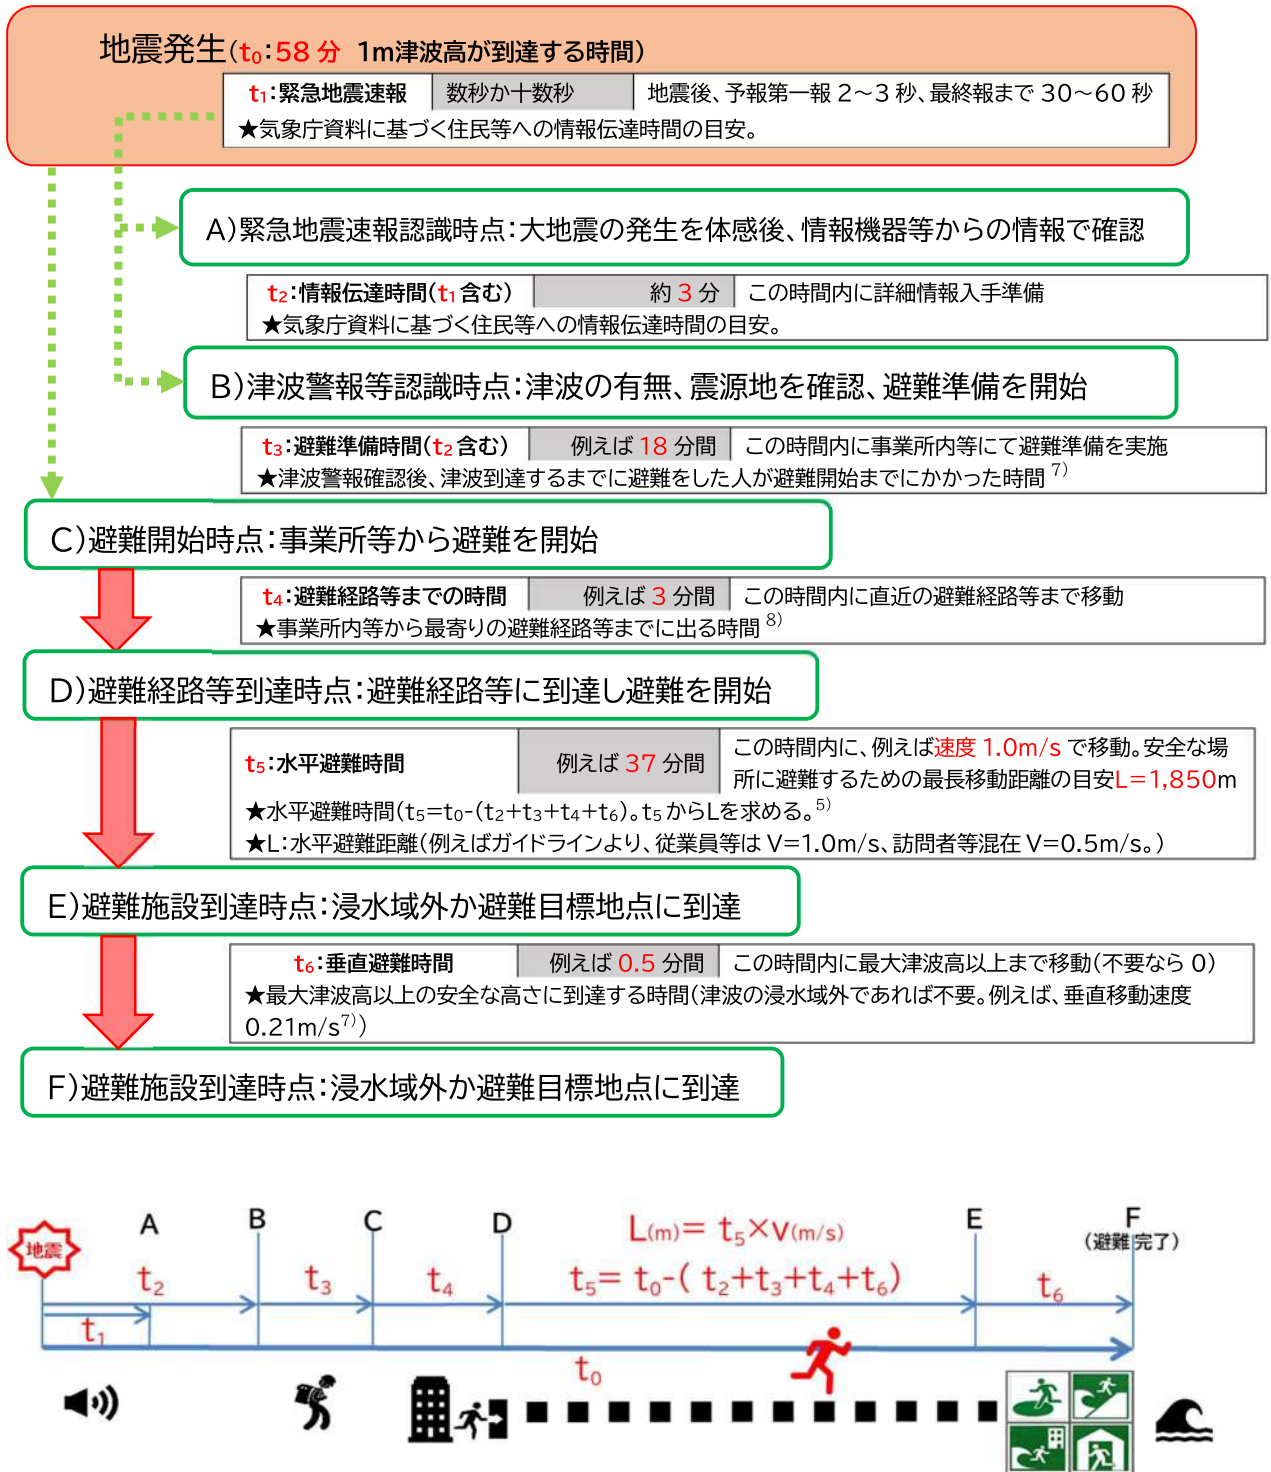 地震発生(t₀:58 分 1m津波高が到達する時間)
t₁:緊急地震速報 数秒か十数秒 地震後、予報第一報 2~3 秒、最終報まで 30~60 秒
★気象庁資料に基づく住民等への情報伝達時間の目安。
A)緊急地震速報認識時点:大地震の発生を体感後、情報機器等からの情報で確認
t₂:情報伝達時間(t₁ 含む) 約 3 分 この時間内に詳細情報入手準備
★気象庁資料に基づく住民等への情報伝達時間の目安。
B)津波警報等認識時点:津波の有無、震源地を確認、避難準備を開始
t₃:避難準備時間(t₂ 含む) 例えば 18 分間 この時間内に事業所内等にて避難準備を実施
★津波警報確認後、津波到達するまでに避難をした人が避難開始までにかかった時間 ⁷⁾
C)避難開始時点:事業所等から避難を開始
t₄:避難経路等までの時間 例えば 3 分間 この時間内に直近の避難経路等まで移動
★事業所内等から最寄りの避難経路等までに出る時間 ⁸⁾
D)避難経路等到達時点:避難経路等に到達し避難を開始
t₅:水平避難時間 例えば 37 分間 この時間内に、例えば速度 1.0m/s で移動。安全な場
所に避難するための最長移動距離の目安L=1,850m
★水平避難時間(t₅=t₀-(t₂+t₃+t₄+t₆)。t₅ からLを求める。⁵⁾
★L:水平避難距離(例えばガイドラインより、従業員等は V=1.0m/s、訪問者等混在 V=0.5m/s。)
E)避難施設到達時点:浸水域外か避難目標地点に到達
t₆:垂直避難時間 例えば 0.5 分間 この時間内に最大津波高以上まで移動(不要なら 0)
★最大津波高以上の安全な高さに到達する時間(津波の浸水域外であれば不要。例えば、垂直移動速度
0.21m/s⁷⁾)
F)避難施設到達時点:浸水域外か避難目標地点に到達
A B C D L(m)= t₅×v(m/s) E F
(避難完了)
地震
t₂ t₃ t₄ t₅= t₀-( t₂+t₃+t₄+t₆) t₆
t₁
t₀